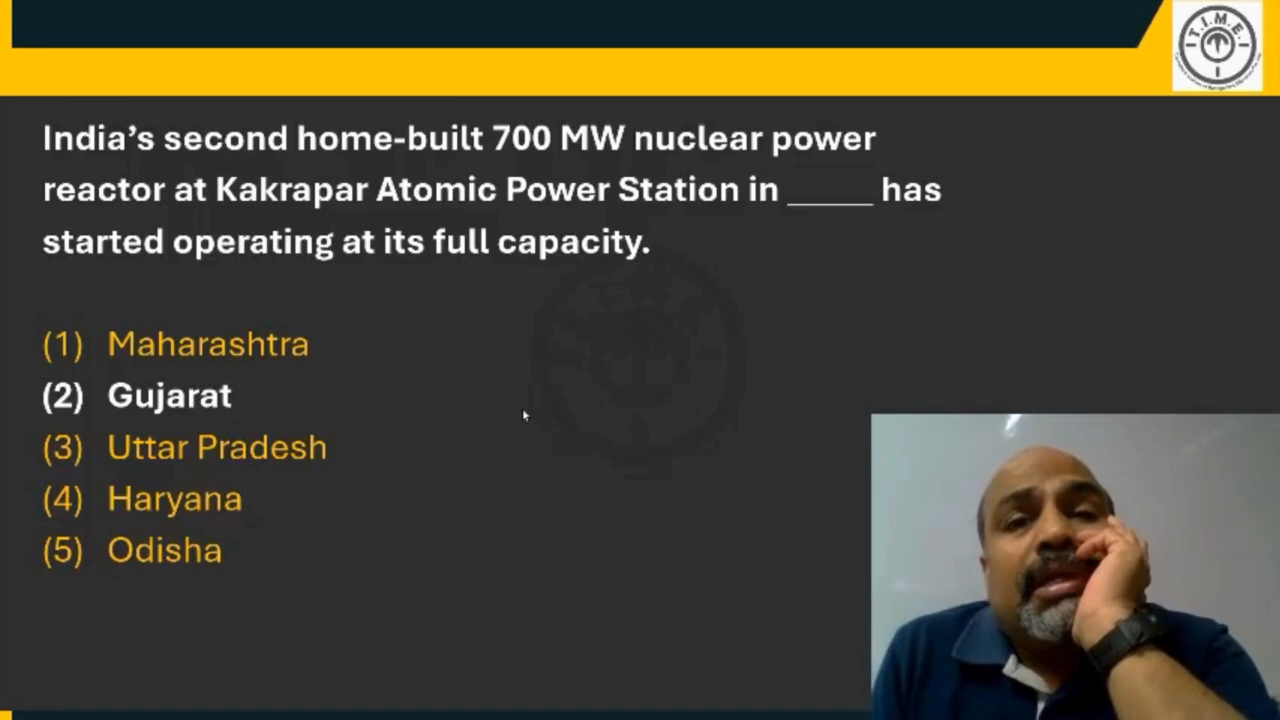 T.I.M.E.
India’s second home-built 700 MW nuclear power
reactor at Kakrapar Atomic Power Station in _____ has
started operating at its full capacity.
(1) Maharashtra
(2) Gujarat
(3) Uttar Pradesh
(4) Haryana
(5) Odisha